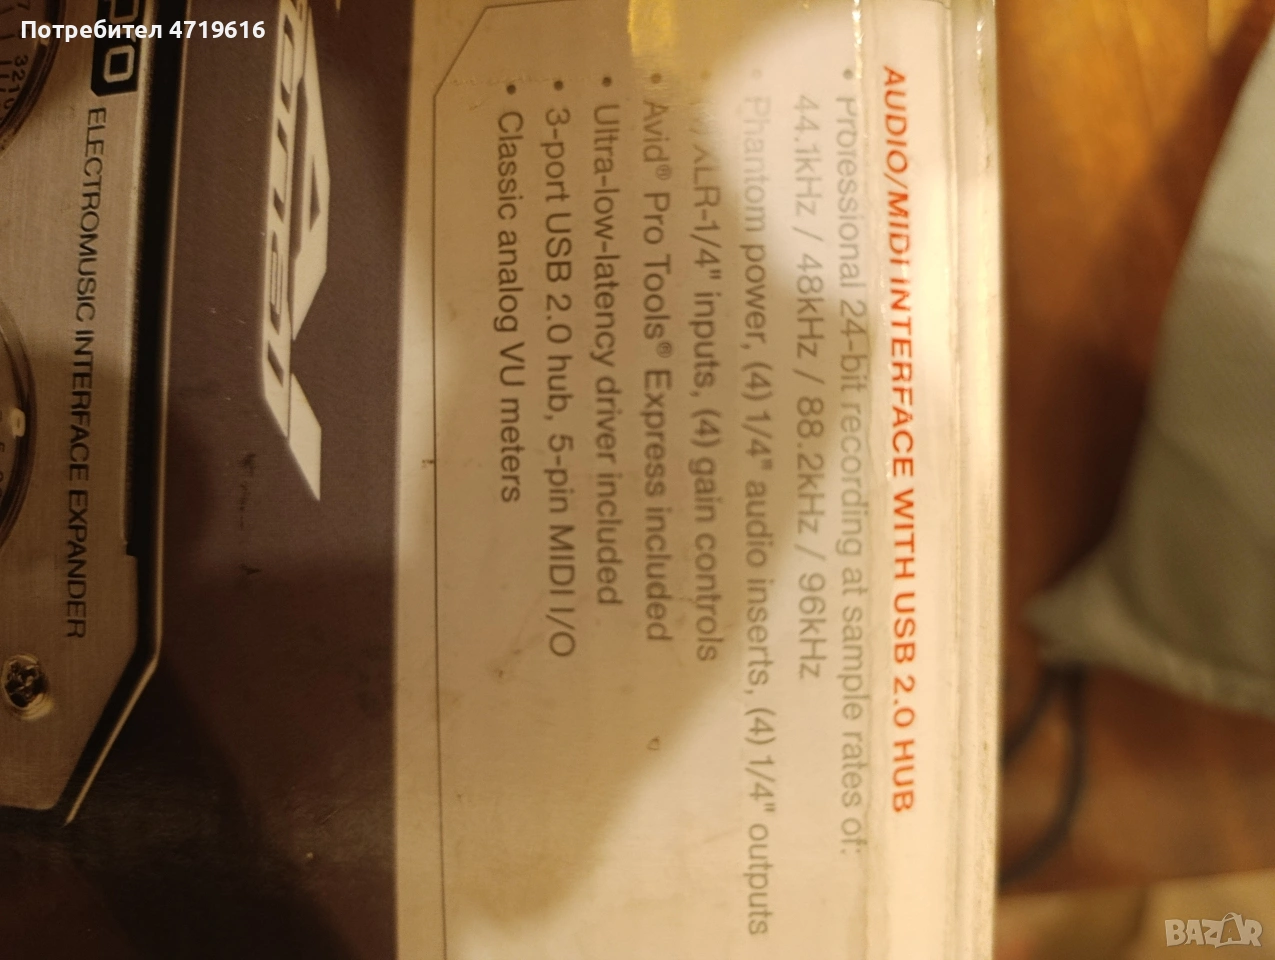 Потребител 4719616
AUDIO/MIDI INTERFACE WITH USB 2.0 HUB
• Professional 24-bit recording at sample rates of:
44.1kHz / 48kHz / 88.2kHz / 96kHz
• Phantom power, (4) 1/4" audio inserts, (4) 1/4" outputs
XLR-1/4" inputs, (4) gain controls
• Avid® Pro Tools® Express included
• Ultra-low-latency driver included
• 3-port USB 2.0 hub, 5-pin MIDI I/O
• Classic analog VU meters
ELECTROMUSIC INTERFACE EXPANDER
BAZAR